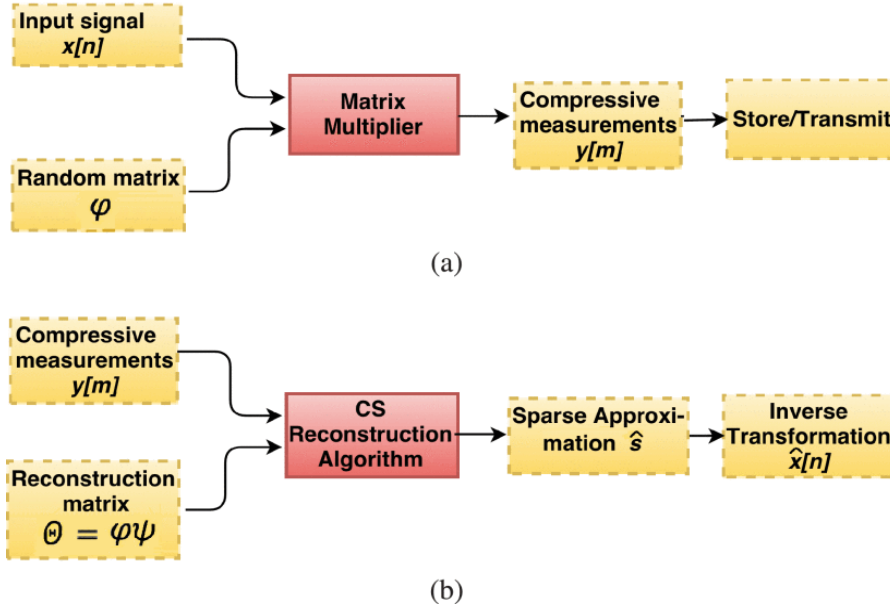 Input signal
x[n]
Random matrix
φ
Matrix
Multiplier
Compressive
measurements
y[m]
Store/Transmit
(a)
Compressive
measurements
y[m]
Reconstruction
matrix
Θ = φψ
CS
Reconstruction
Algorithm
Sparse Approxi-
mation ŝ
Inverse
Transformation
x̂[n]
(b)